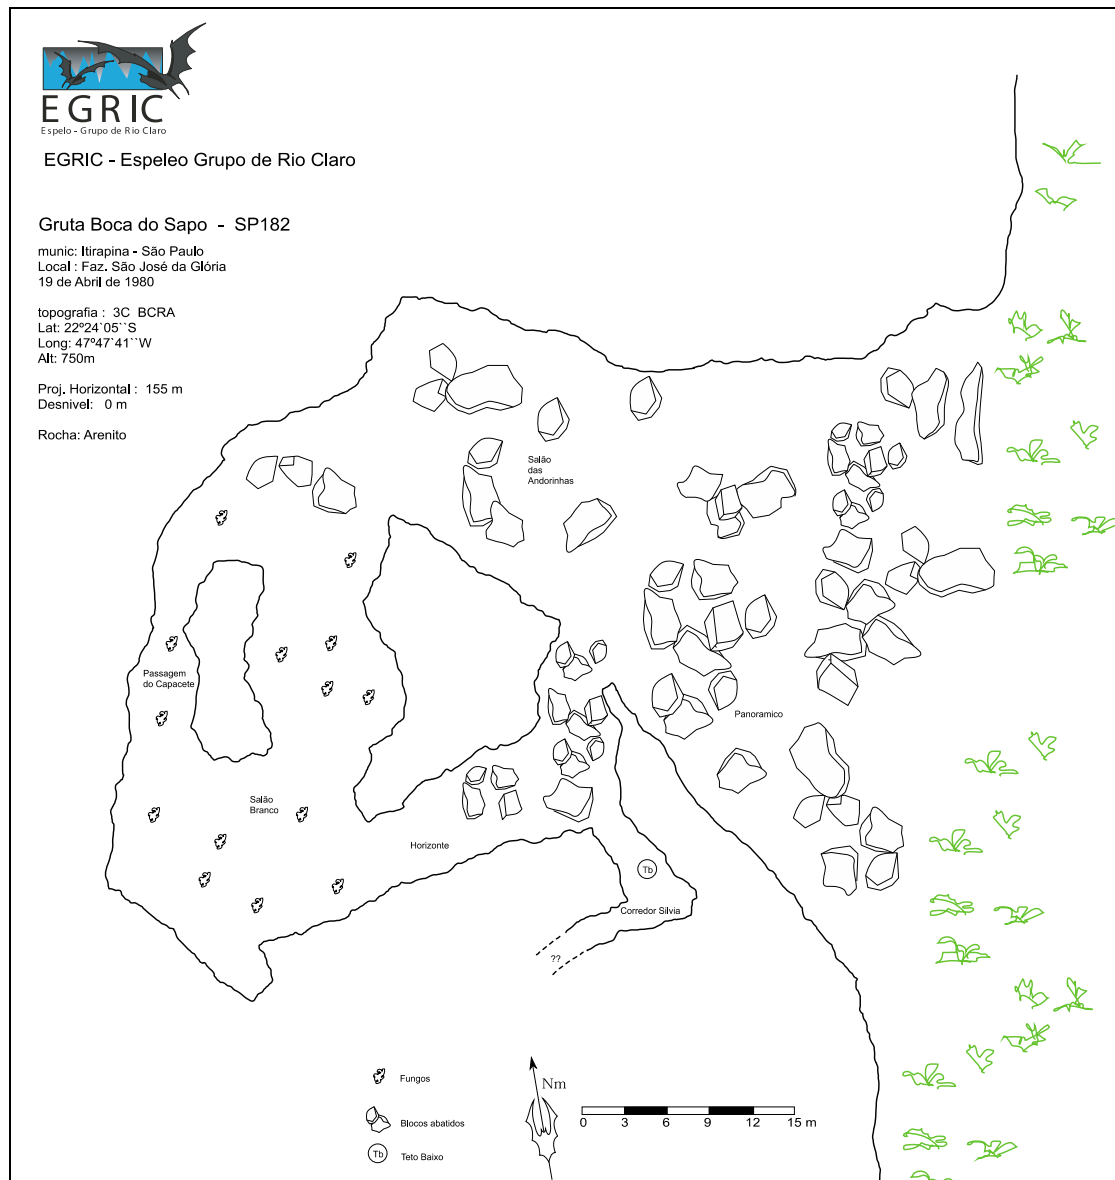 EGRIC
Espelo - Grupo de Rio Claro
EGRIC - Espeleo Grupo de Rio Claro
Gruta Boca do Sapo - SP182
munic: Itirapina - São Paulo
Local : Faz. São José da Glória
19 de Abril de 1980
topografia : 3C BCRA
Lat: 22º24`05``S
Long: 47º47`41``W
Alt: 750m
Proj. Horizontal : 155 m
Desnivel: 0 m
Rocha: Arenito
Salão
das
Andorinhas
Passagem
do Capacete
Panoramico
Salão
Branco
Horizonte
Tb
Corredor Silvia
??
Fungos
Blocos abatidos
Tb Teto Baixo
Nm
0 3 6 9 12 15 m